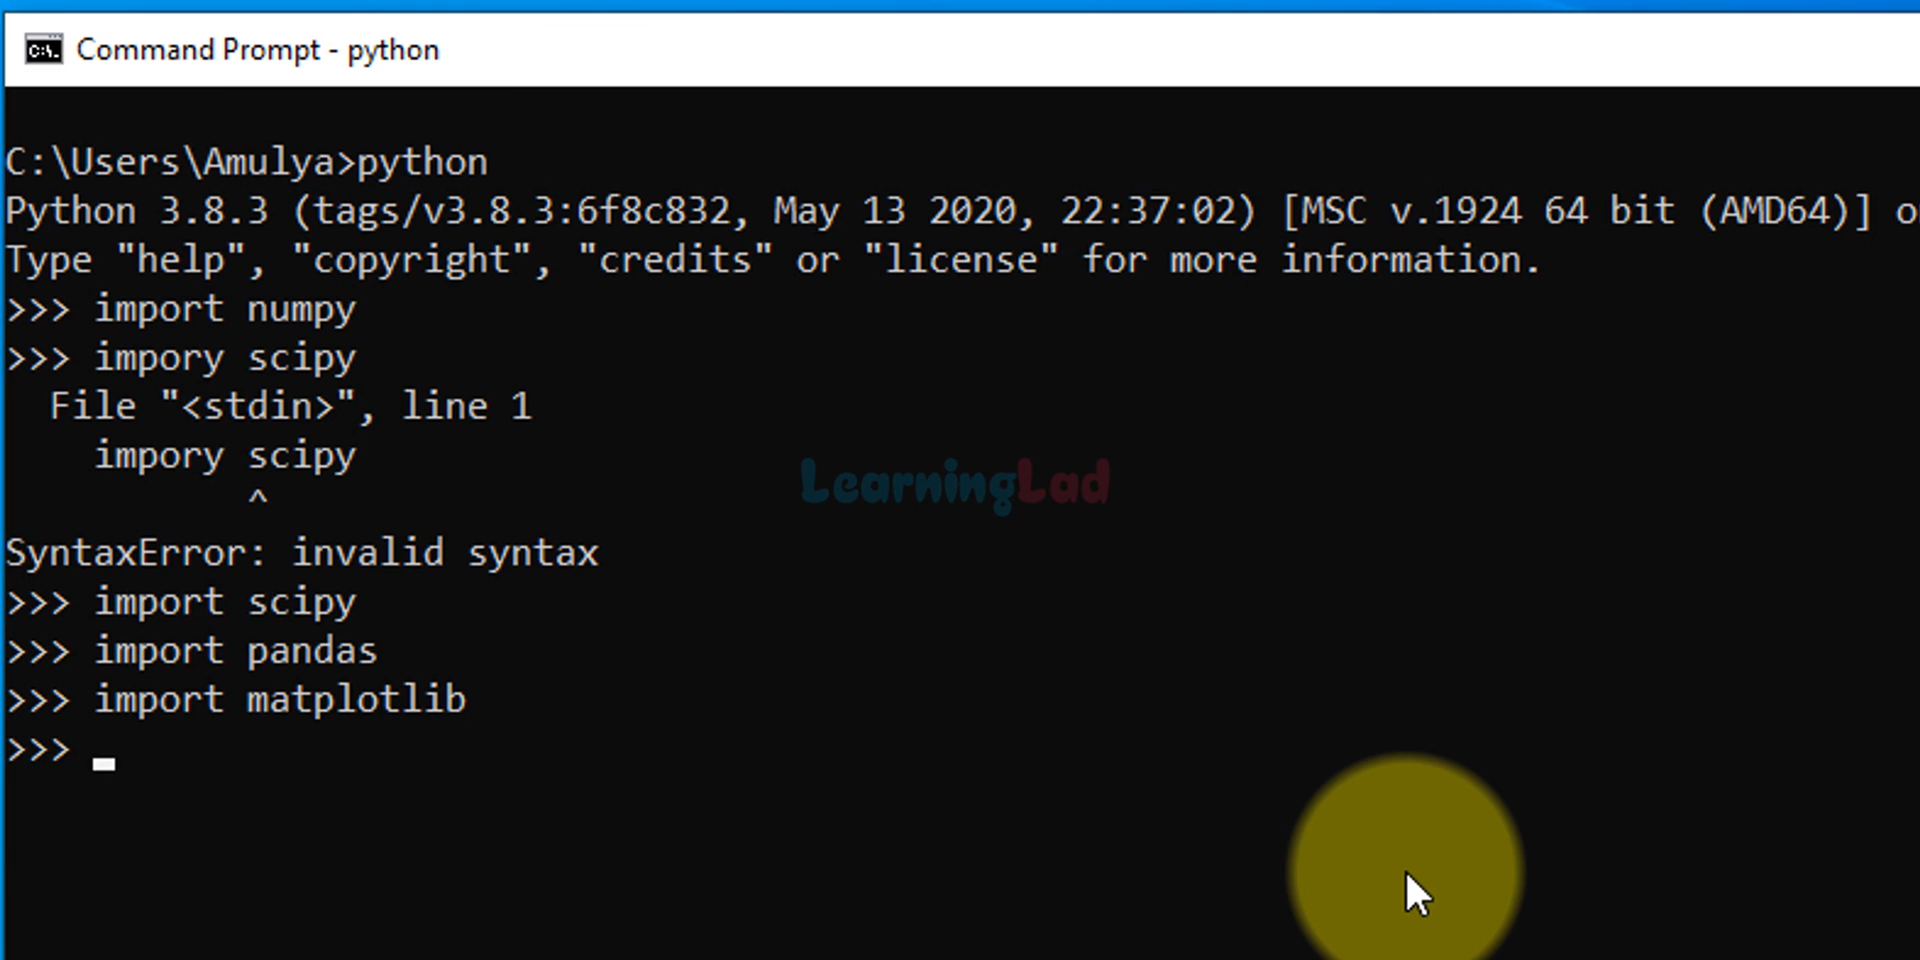 Command Prompt - python
C:\Users\Amulya>python
Python 3.8.3 (tags/v3.8.3:6f8c832, May 13 2020, 22:37:02) [MSC v.1924 64 bit (AMD64)] o
Type "help", "copyright", "credits" or "license" for more information.
>>> import numpy
>>> impory scipy
  File "<stdin>", line 1
    impory scipy
           ^
SyntaxError: invalid syntax
>>> import scipy
>>> import pandas
>>> import matplotlib
>>>
LearningLad